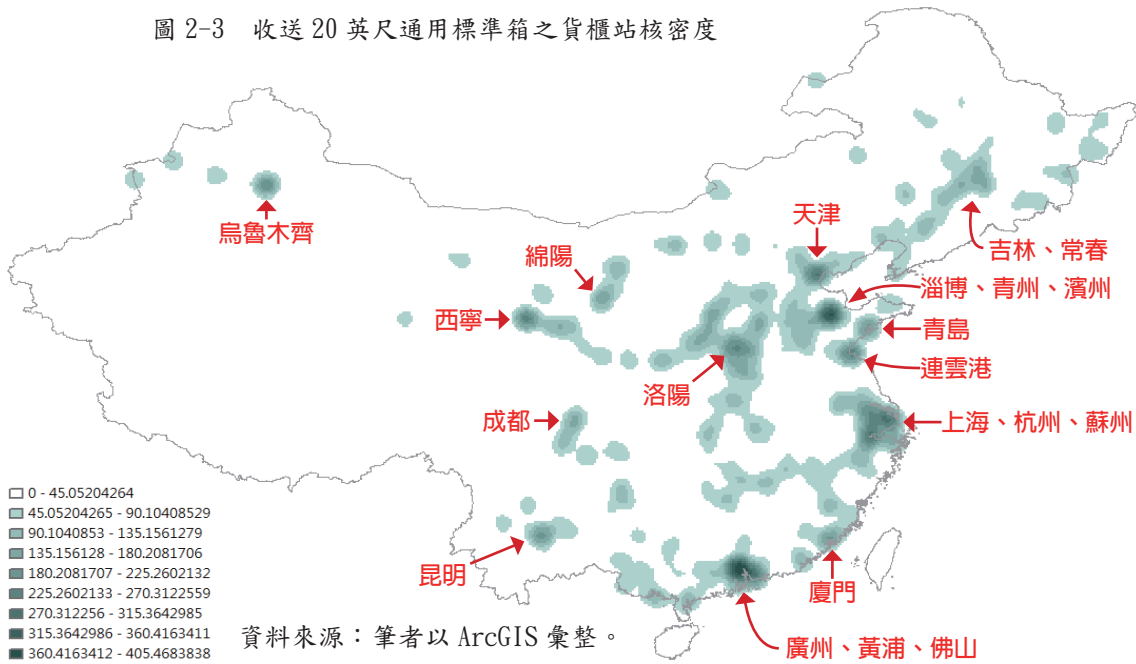 圖 2-3 收送 20 英尺通用標準箱之貨櫃站核密度
烏魯木齊
綿陽
西寧
成都
昆明
洛陽
天津
吉林、常春
淄博、青州、濱州
青島
連雲港
上海、杭州、蘇州
廈門
廣州、黃浦、佛山
0 - 45.05204264
45.05204265 - 90.10408529
90.1040853 - 135.1561279
135.156128 - 180.2081706
180.2081707 - 225.2602132
225.2602133 - 270.3122559
270.312256 - 315.3642985
315.3642986 - 360.4163411
360.4163412 - 405.4683838
資料來源：筆者以 ArcGIS 彙整。